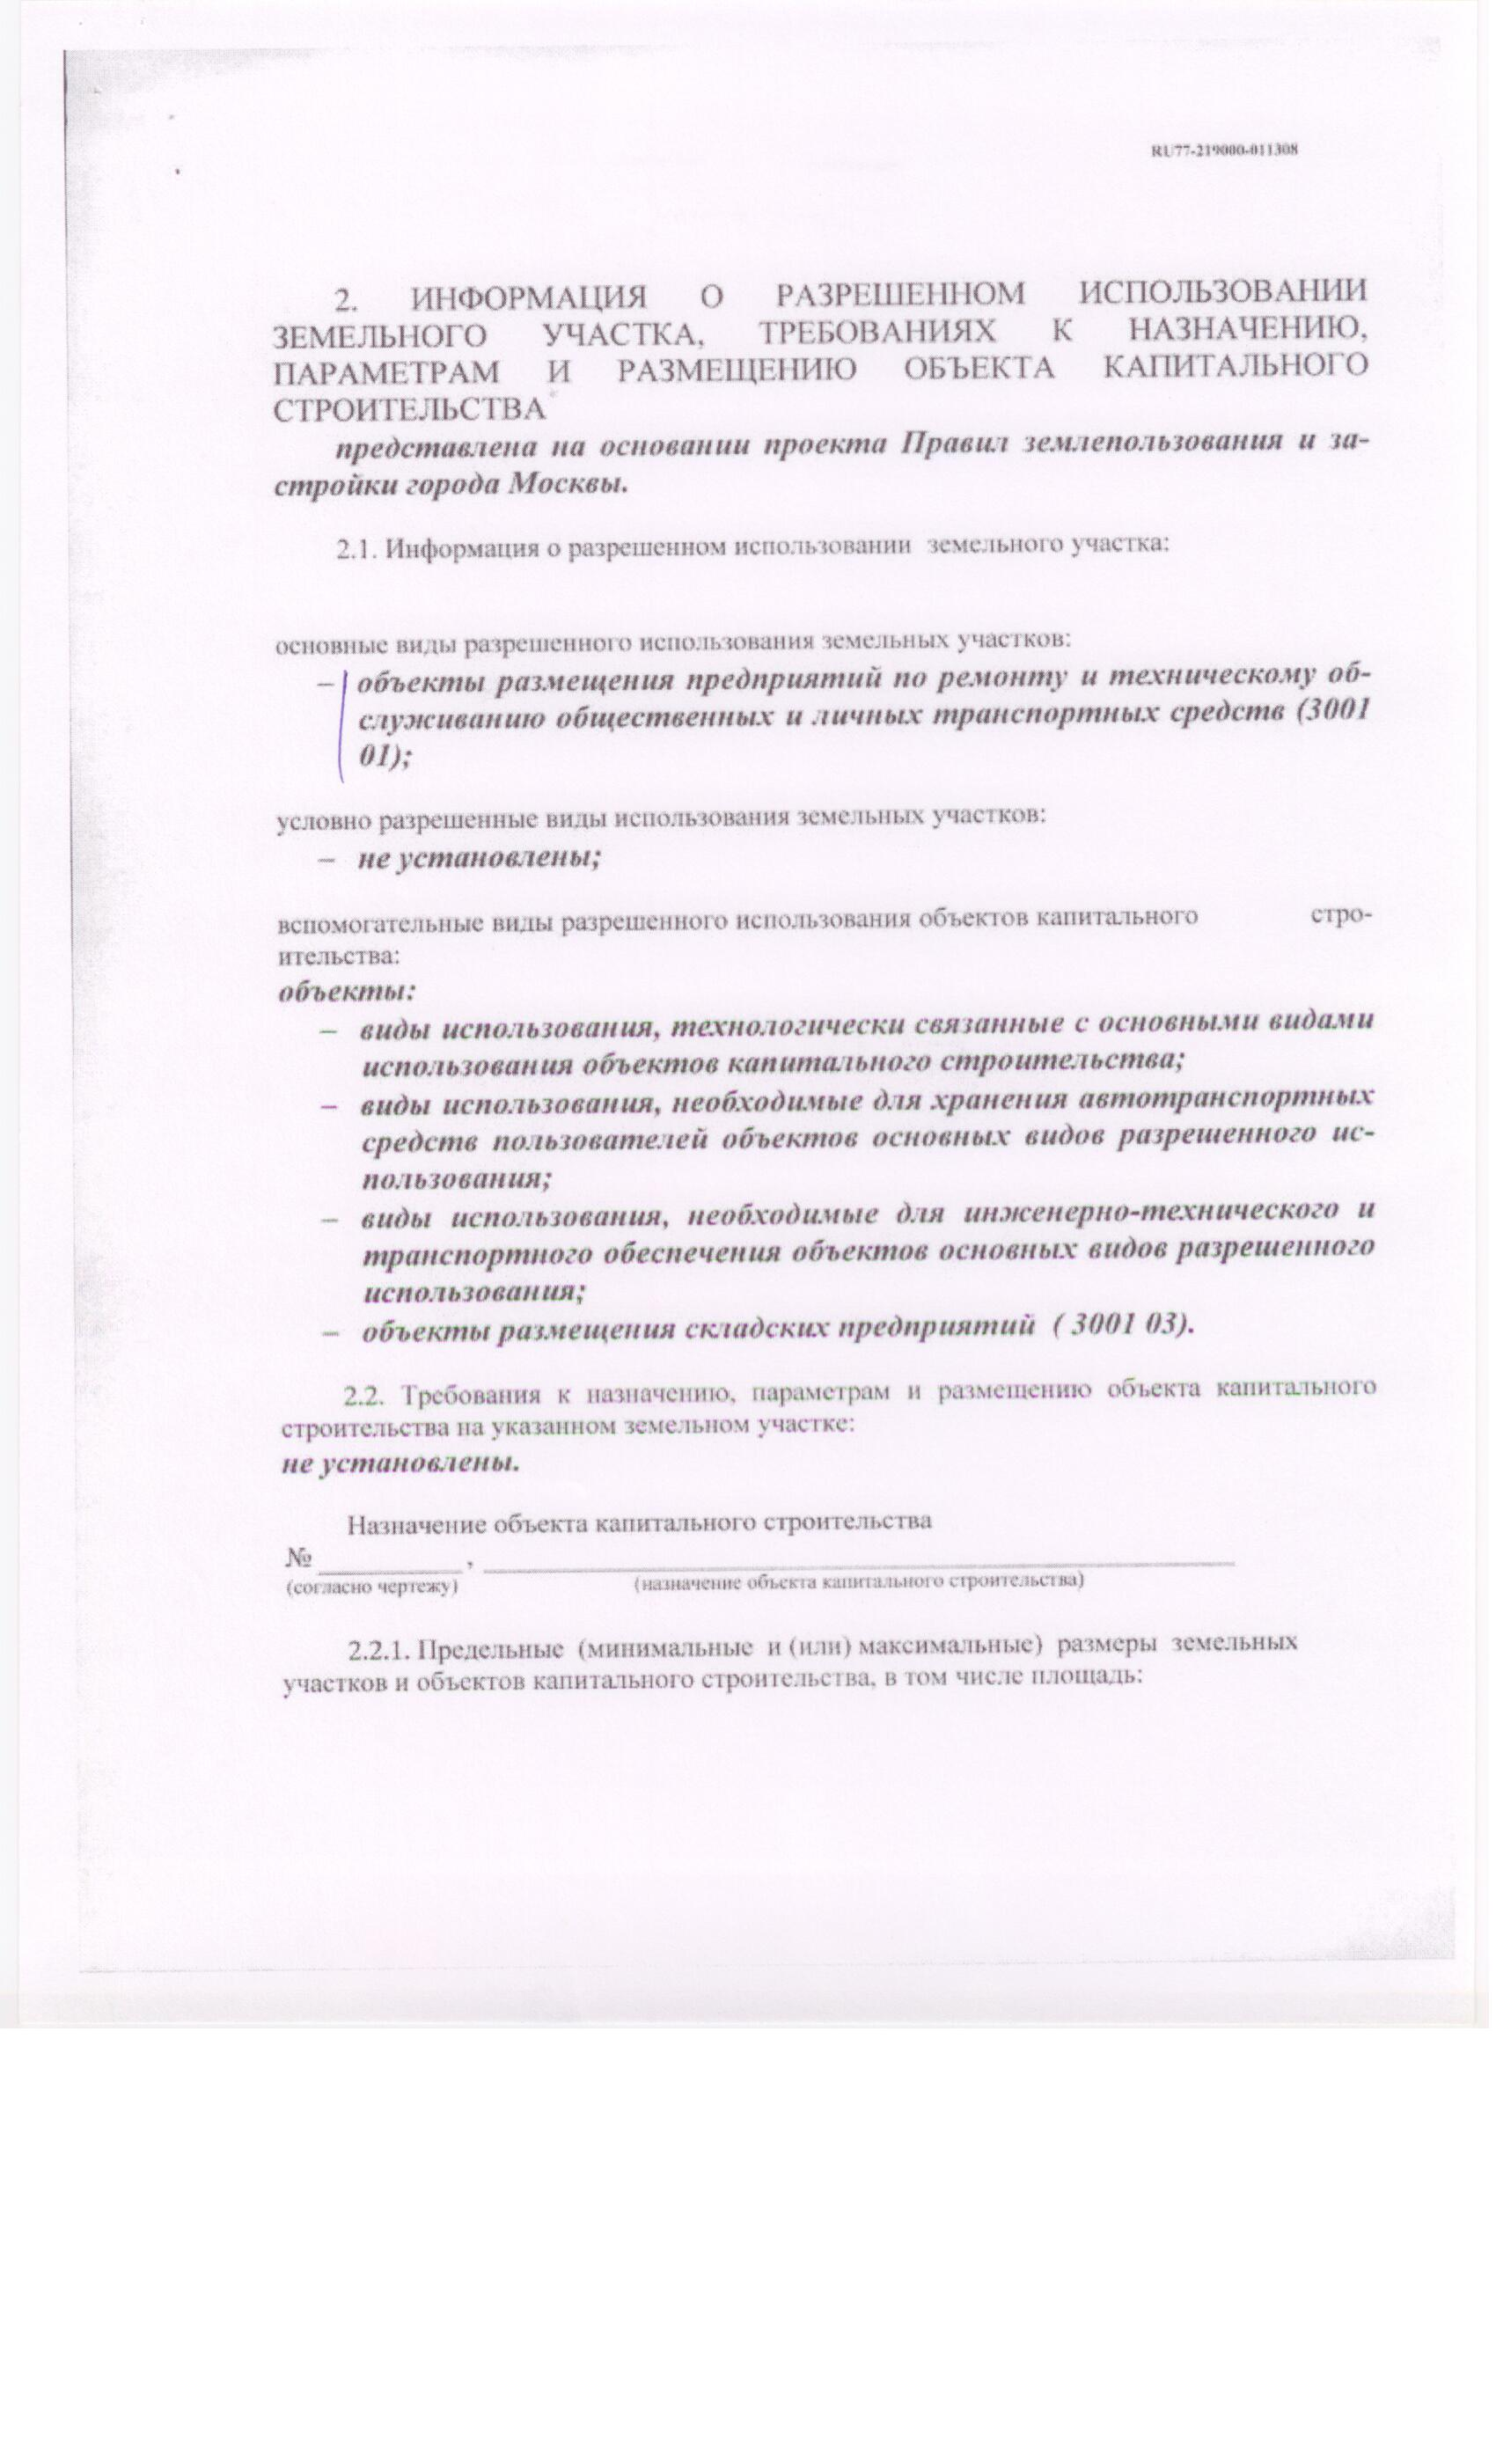 RU77-219000-011308
2. ИНФОРМАЦИЯ О РАЗРЕШЕННОМ ИСПОЛЬЗОВАНИИ
ЗЕМЕЛЬНОГО УЧАСТКА, ТРЕБОВАНИЯХ К НАЗНАЧЕНИЮ,
ПАРАМЕТРАМ И РАЗМЕЩЕНИЮ ОБЪЕКТА КАПИТАЛЬНОГО
СТРОИТЕЛЬСТВА
представлена на основании проекта Правил землепользования и за-
стройки города Москвы.
2.1. Информация о разрешенном использовании земельного участка:
основные виды разрешенного использования земельных участков:
– объекты размещения предприятий по ремонту и техническому об-
служиванию общественных и личных транспортных средств (3001
01);
условно разрешенные виды использования земельных участков:
– не установлены;
вспомогательные виды разрешенного использования объектов капитального стро-
ительства:
объекты:
– виды использования, технологически связанные с основными видами
использования объектов капитального строительства;
– виды использования, необходимые для хранения автотранспортных
средств пользователей объектов основных видов разрешенного ис-
пользования;
– виды использования, необходимые для инженерно-технического и
транспортного обеспечения объектов основных видов разрешенного
использования;
– объекты размещения складских предприятий ( 3001 03).
2.2. Требования к назначению, параметрам и размещению объекта капитального
строительства на указанном земельном участке:
не установлены.
Назначение объекта капитального строительства
№ __________, ______________________________________________
(согласно чертежу) (назначение объекта капитального строительства)
2.2.1. Предельные (минимальные и (или) максимальные) размеры земельных
участков и объектов капитального строительства, в том числе площадь: